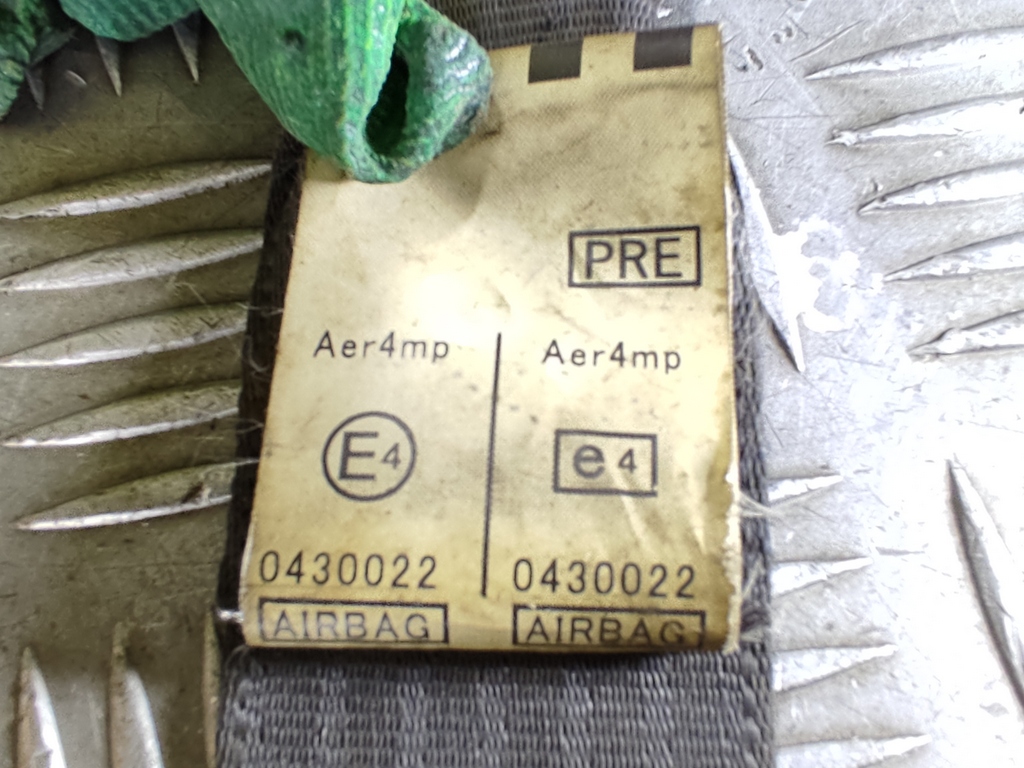 PRE
Aer4mp Aer4mp
E4 e4
0430022 0430022
AIRBAG AIRBAG